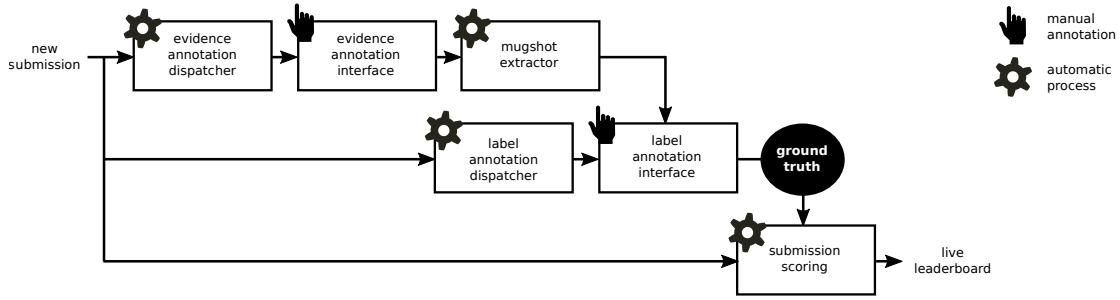 new
submission
evidence
annotation
dispatcher
evidence
annotation
interface
mugshot
extractor
manual
annotation
automatic
process
label
annotation
dispatcher
label
annotation
interface
ground
truth
submission
scoring
live
leaderboard